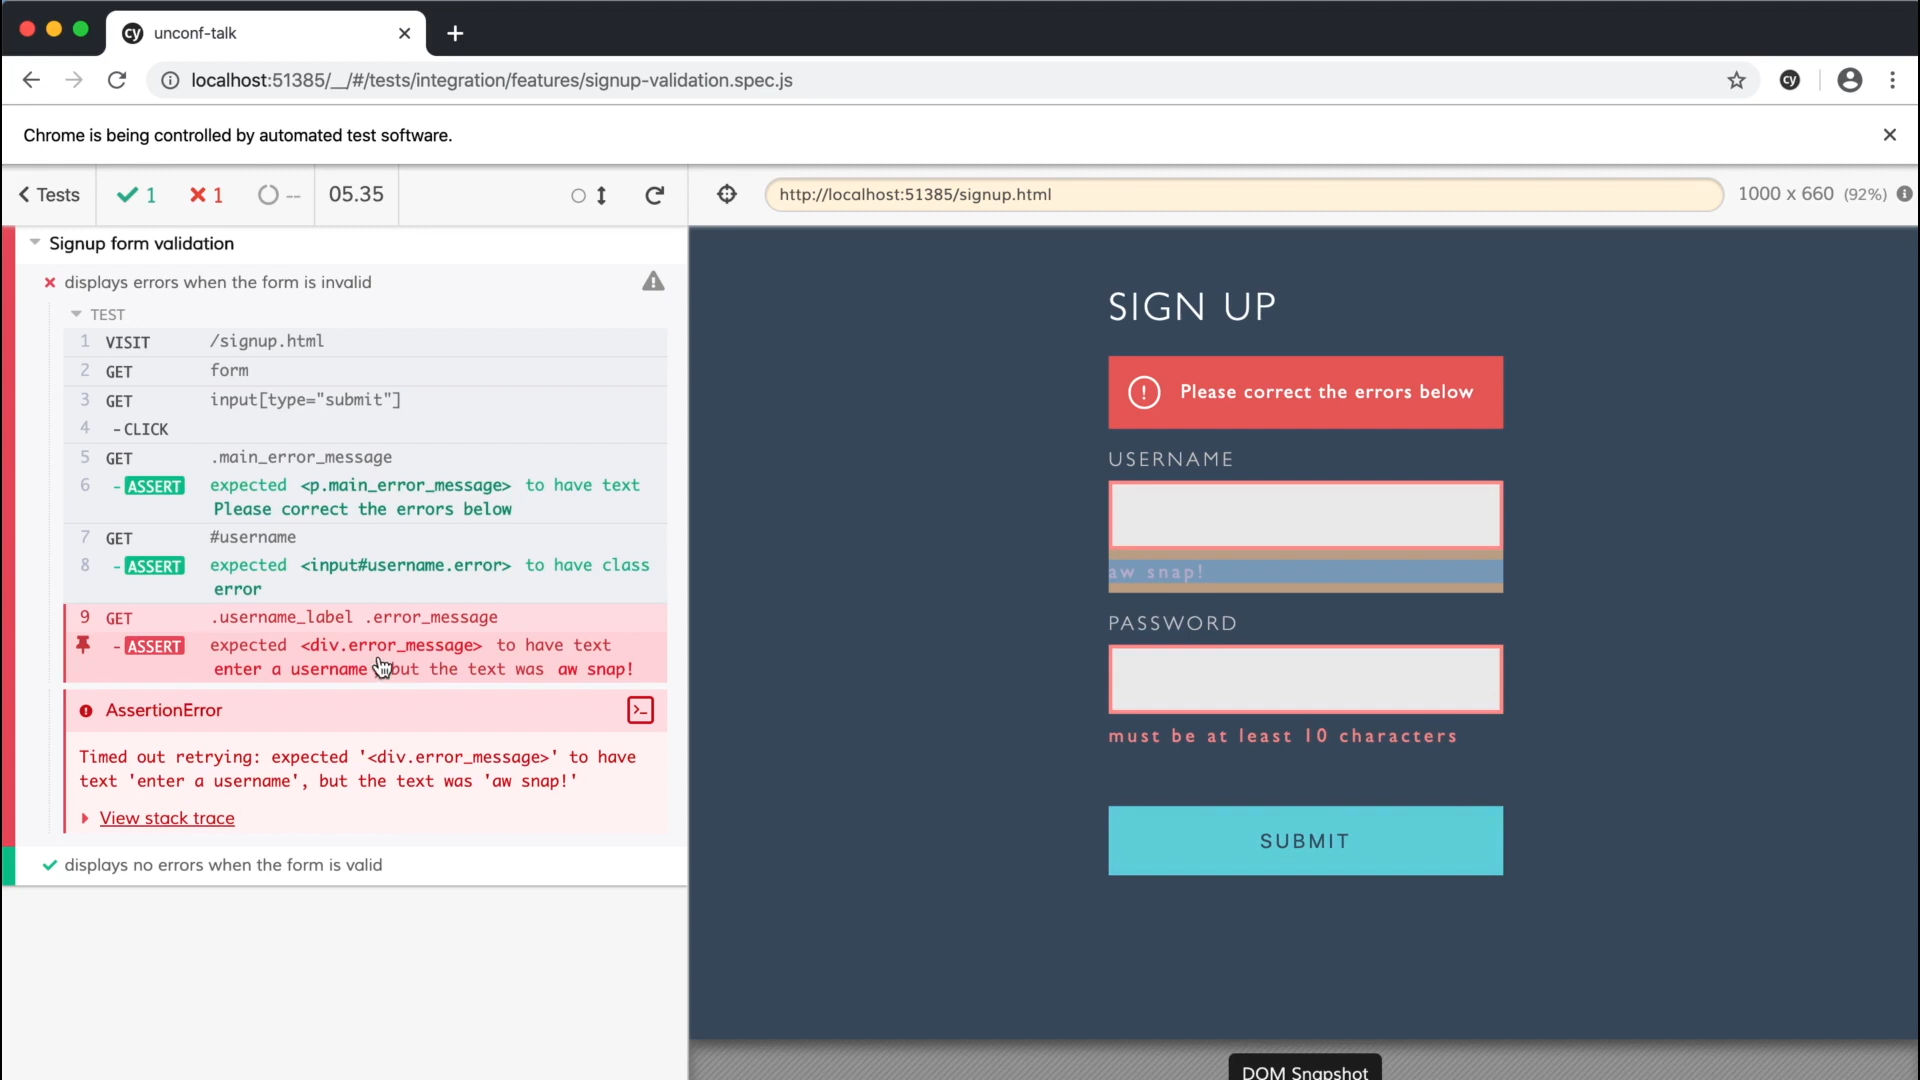 cy unconf-talk
localhost:51385/__/#/tests/integration/features/signup-validation.spec.js
cy
Chrome is being controlled by automated test software.
Tests 1 1 -- 05.35
http://localhost:51385/signup.html 1000 x 660 (92%)
Signup form validation
displays errors when the form is invalid
TEST
1 VISIT /signup.html
2 GET form
3 GET input[type="submit"]
4 -CLICK
5 GET .main_error_message
6 -ASSERT expected <p.main_error_message> to have text
Please correct the errors below
7 GET #username
8 -ASSERT expected <input#username.error> to have class
error
9 GET .username_label .error_message
-ASSERT expected <div.error_message> to have text
enter a username but the text was aw snap!
AssertionError
Timed out retrying: expected '<div.error_message>' to have
text 'enter a username', but the text was 'aw snap!'
View stack trace
displays no errors when the form is valid
SIGN UP
Please correct the errors below
USERNAME
aw snap!
PASSWORD
must be at least 10 characters
SUBMIT
DOM Snapshot